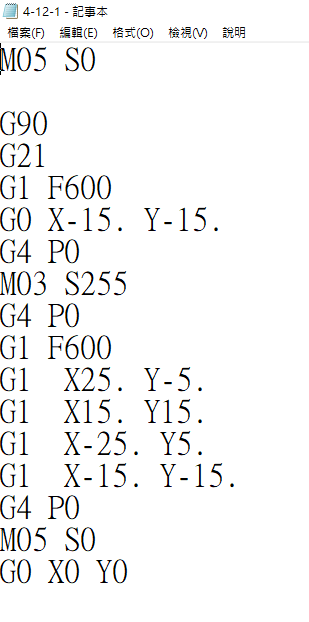 4-12-1 - 記事本
檔案(F) 編輯(E) 格式(O) 檢視(V) 說明
M05 S0
G90
G21
G1 F600
G0 X-15. Y-15.
G4 P0
M03 S255
G4 P0
G1 F600
G1  X25. Y-5.
G1  X15. Y15.
G1  X-25. Y5.
G1  X-15. Y-15.
G4 P0
M05 S0
G0 X0 Y0